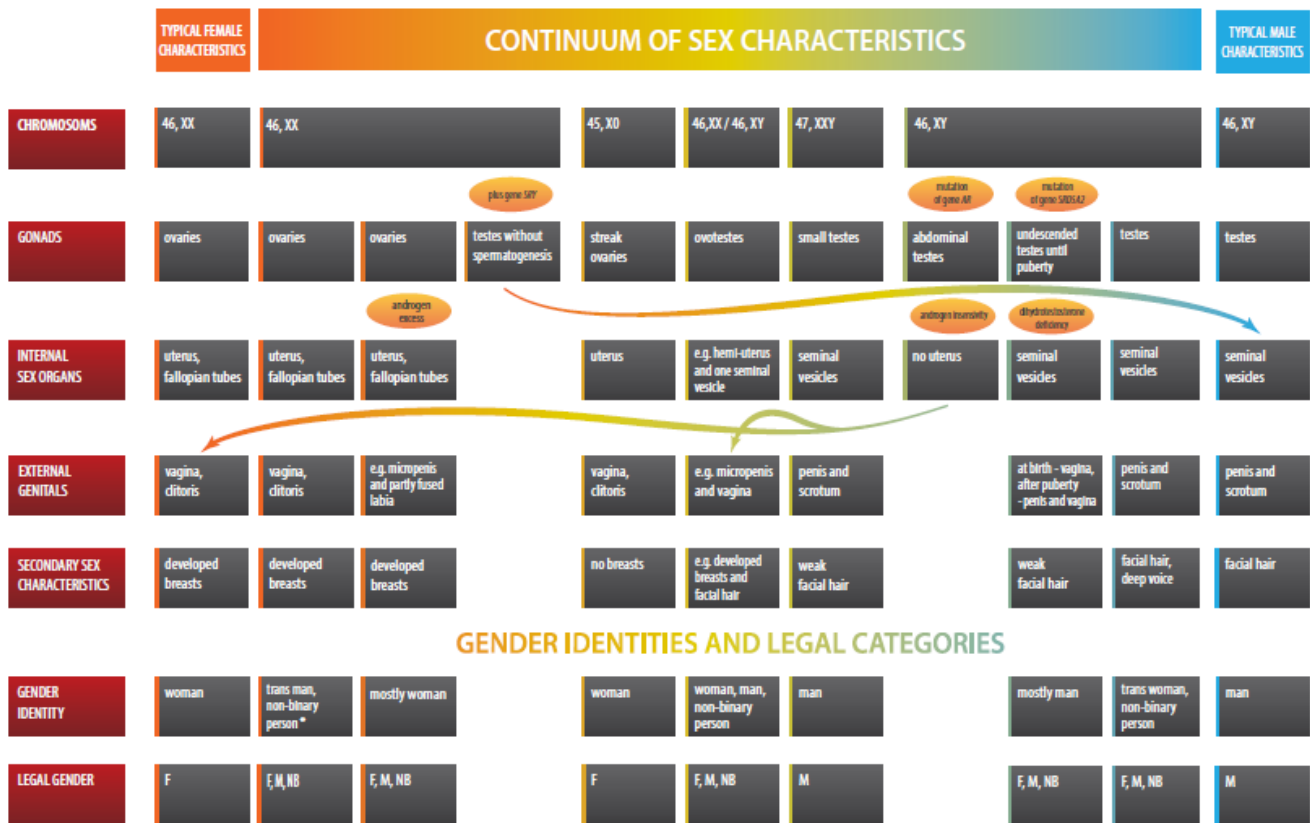 TYPICAL FEMALE
CHARACTERISTICS
CONTINUUM OF SEX CHARACTERISTICS
TYPICAL MALE
CHARACTERISTICS
CHROMOSOMS
46, XX
46, XX
45, X0
46,XX / 46, XY
47, XXY
46, XY
46, XY
plus gene SRY
mutation
of gene AR
mutation
of gene SRD5A2
GONADS
ovaries
ovaries
ovaries
testes without
spermatogenesis
streak
ovaries
ovotestes
small testes
abdominal
testes
undescended
testes until
puberty
testes
testes
androgen
excess
androgen insensivity
dihydrotestosterone
deficiency
INTERNAL
SEX ORGANS
uterus,
fallopian tubes
uterus,
fallopian tubes
uterus,
fallopian tubes
uterus
e.g. hemi-uterus
and one seminal
vesicle
seminal
vesicles
no uterus
seminal
vesicles
seminal
vesicles
seminal
vesicles
EXTERNAL
GENITALS
vagina,
clitoris
vagina,
clitoris
e.g. micropenis
and partly fused
labia
vagina,
clitoris
e.g. micropenis
and vagina
penis and
scrotum
at birth - vagina,
after puberty
- penis and vagina
penis and
scrotum
penis and
scrotum
SECONDARY SEX
CHARACTERISTICS
developed
breasts
developed
breasts
developed
breasts
no breasts
e.g. developed
breasts and
facial hair
weak
facial hair
weak
facial hair
facial hair,
deep voice
facial hair
GENDER IDENTITIES AND LEGAL CATEGORIES
GENDER
IDENTITY
woman
trans man,
non-binary
person *
mostly woman
woman
woman, man,
non-binary
person
man
mostly man
trans woman,
non-binary
person
man
LEGAL GENDER
F
F, M, NB
F, M, NB
F
F, M, NB
M
F, M, NB
F, M, NB
M